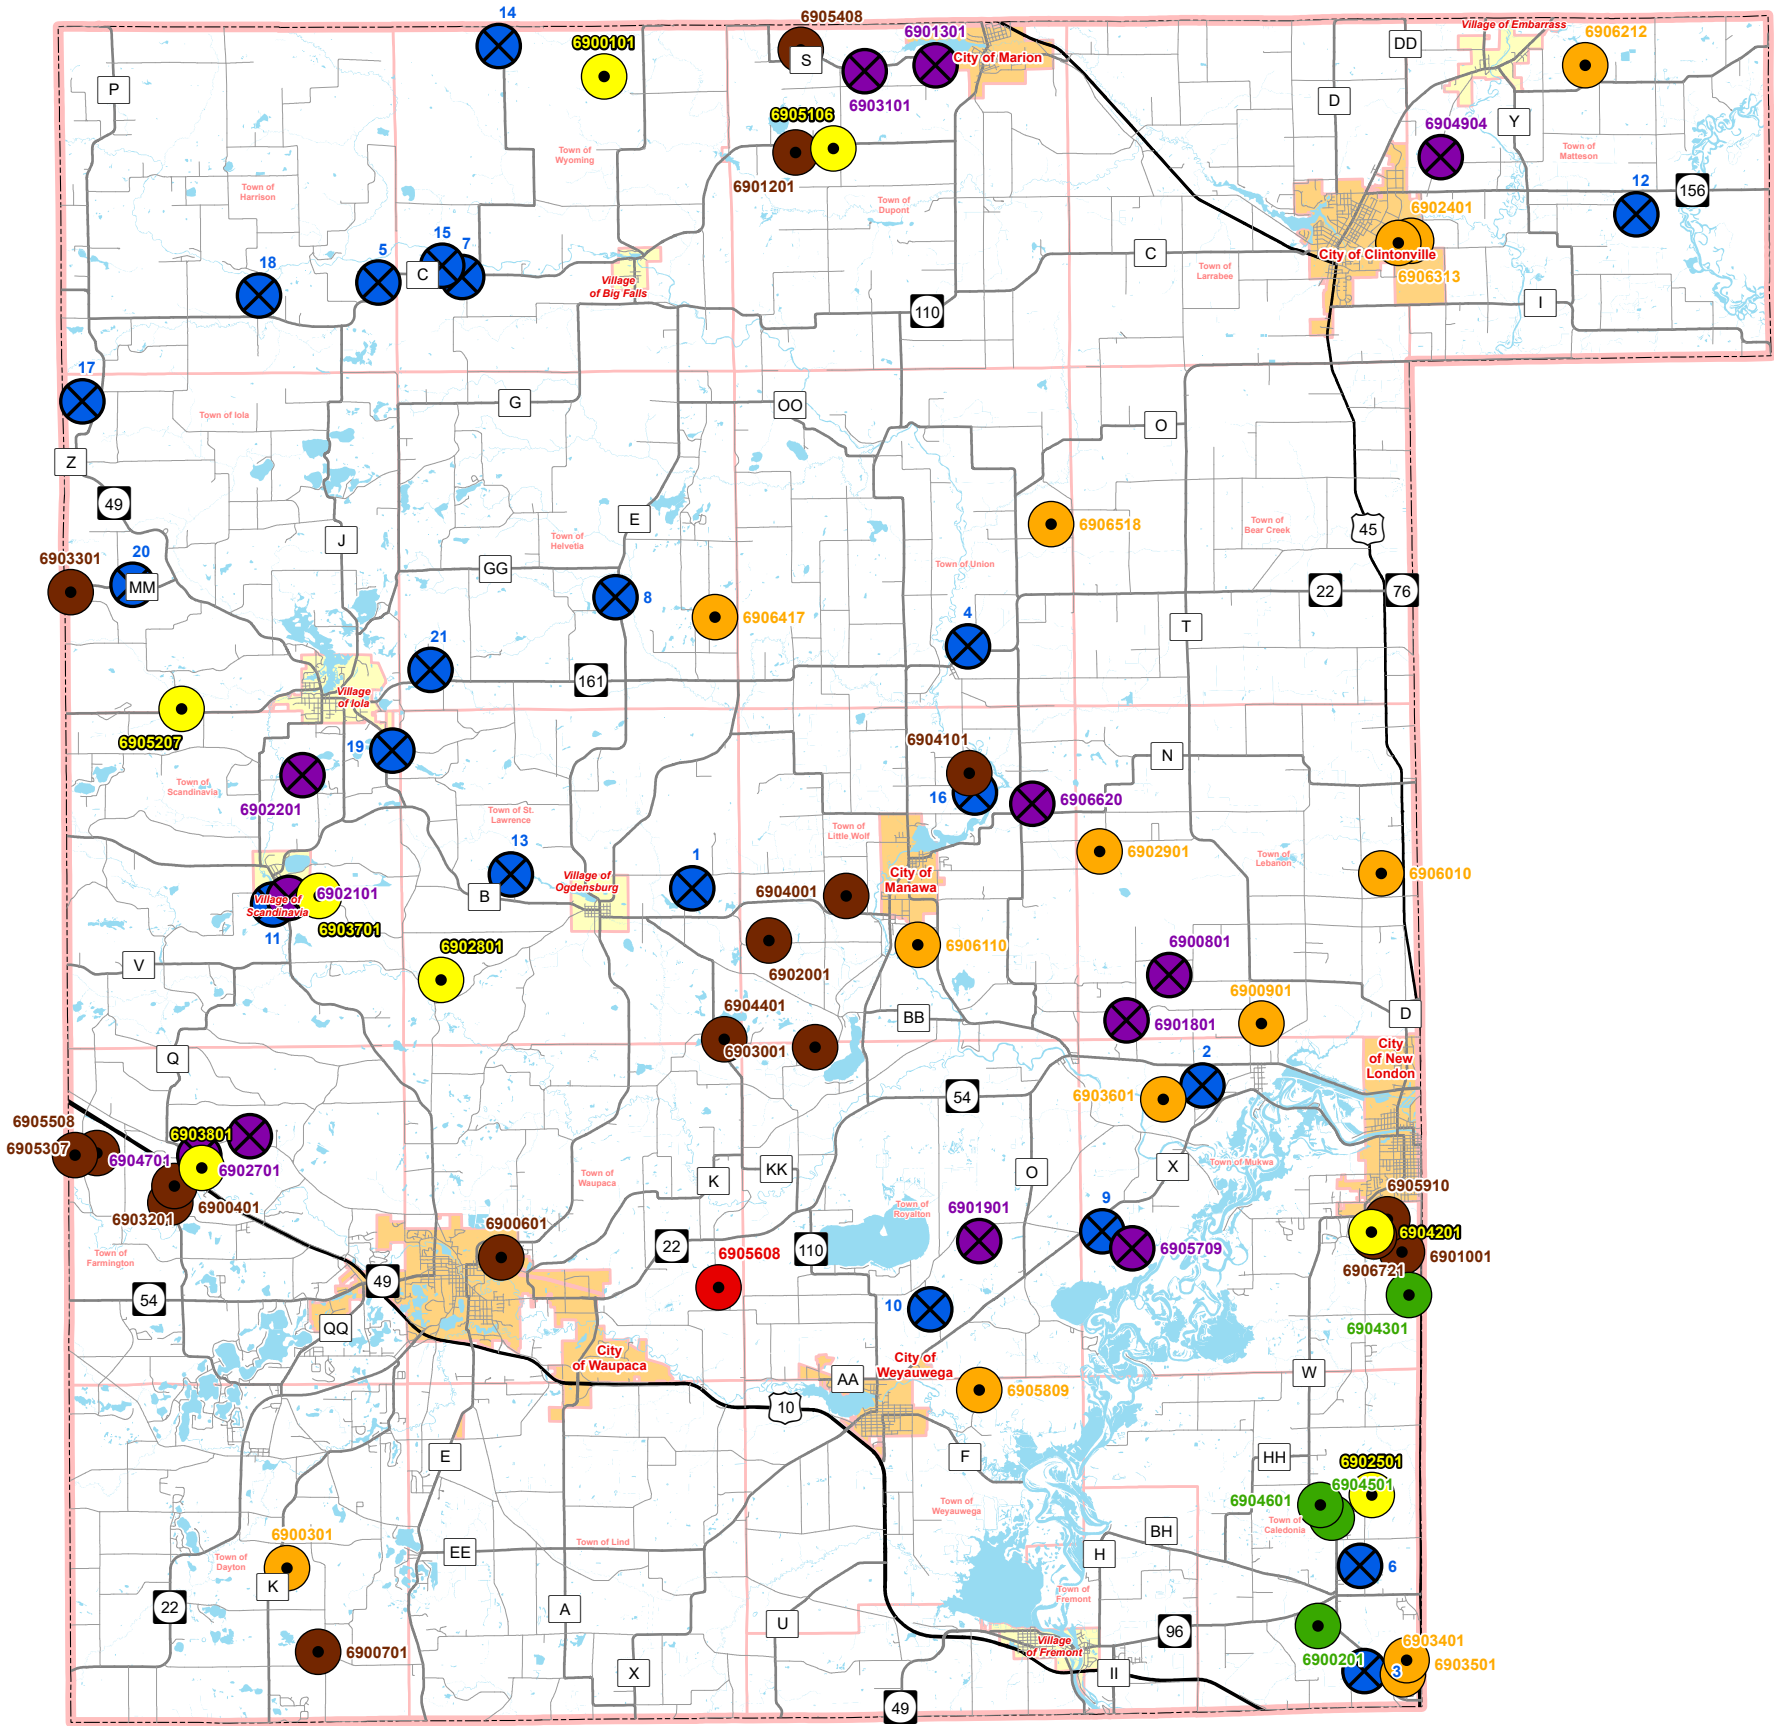 14
6905408
Village of Embarrass
6900101
S
6901301
City of Marion
DD
6906212
P
6903101
D
6905106
Y
6904904
Town of
Wyoming
Town of
Matteson
Town of
Harrison
6901201
Town of
Dupont
12
156
6902401
15
7
5
C
18
Village
of Big Falls
C
City of Clintonville
Town of
Larrabee
6906313
110
I
17
Town of Iola
G
OO
O
Z
49
E
6906518
Town of
Bear Creek
45
J
Town of
Helvetia
6903301
20
MM
GG
Town of Union
22
76
8
6906417
4
T
21
161
Village
of Iola
6905207
19
6904101
N
Town of
Scandinavia
6902201
16
6906620
Town of St.
Lawrence
Town of
Little Wolf
13
1
6902901
Town of
Lebanon
6906010
City of
Manawa
Village of
Ogdensburg
B
6904001
6902101
Village of
Scandinavia
6903701
11
6902801
6906110
6902001
6900801
V
6900901
6904401
BB
6901801
D
6903001
City
of New
London
Q
2
54
6903601
6905508
6903801
6905307
6904701
6902701
KK
O
X
Town of Mukwa
Town of
Waupaca
K
6905910
6900401
6903201
6901901
9
Town of
Royalton
6900601
6904201
22
110
6905709
6901001
Town of
Farmington
6905608
6906721
49
54
10
6904301
QQ
City
of Waupaca
City of
Weyauwega
AA
W
6905809
10
E
F
HH
6902501
6904501
6904601
Town of
Weyauwega
Town of
Caledonia
6900301
BH
Town of Lind
EE
H
Town of
Dayton
6
K
Town of
Fremont
22
A
U
96
Village
of Fremont
6903401
6900701
6900201
6903501
X
II
3
49